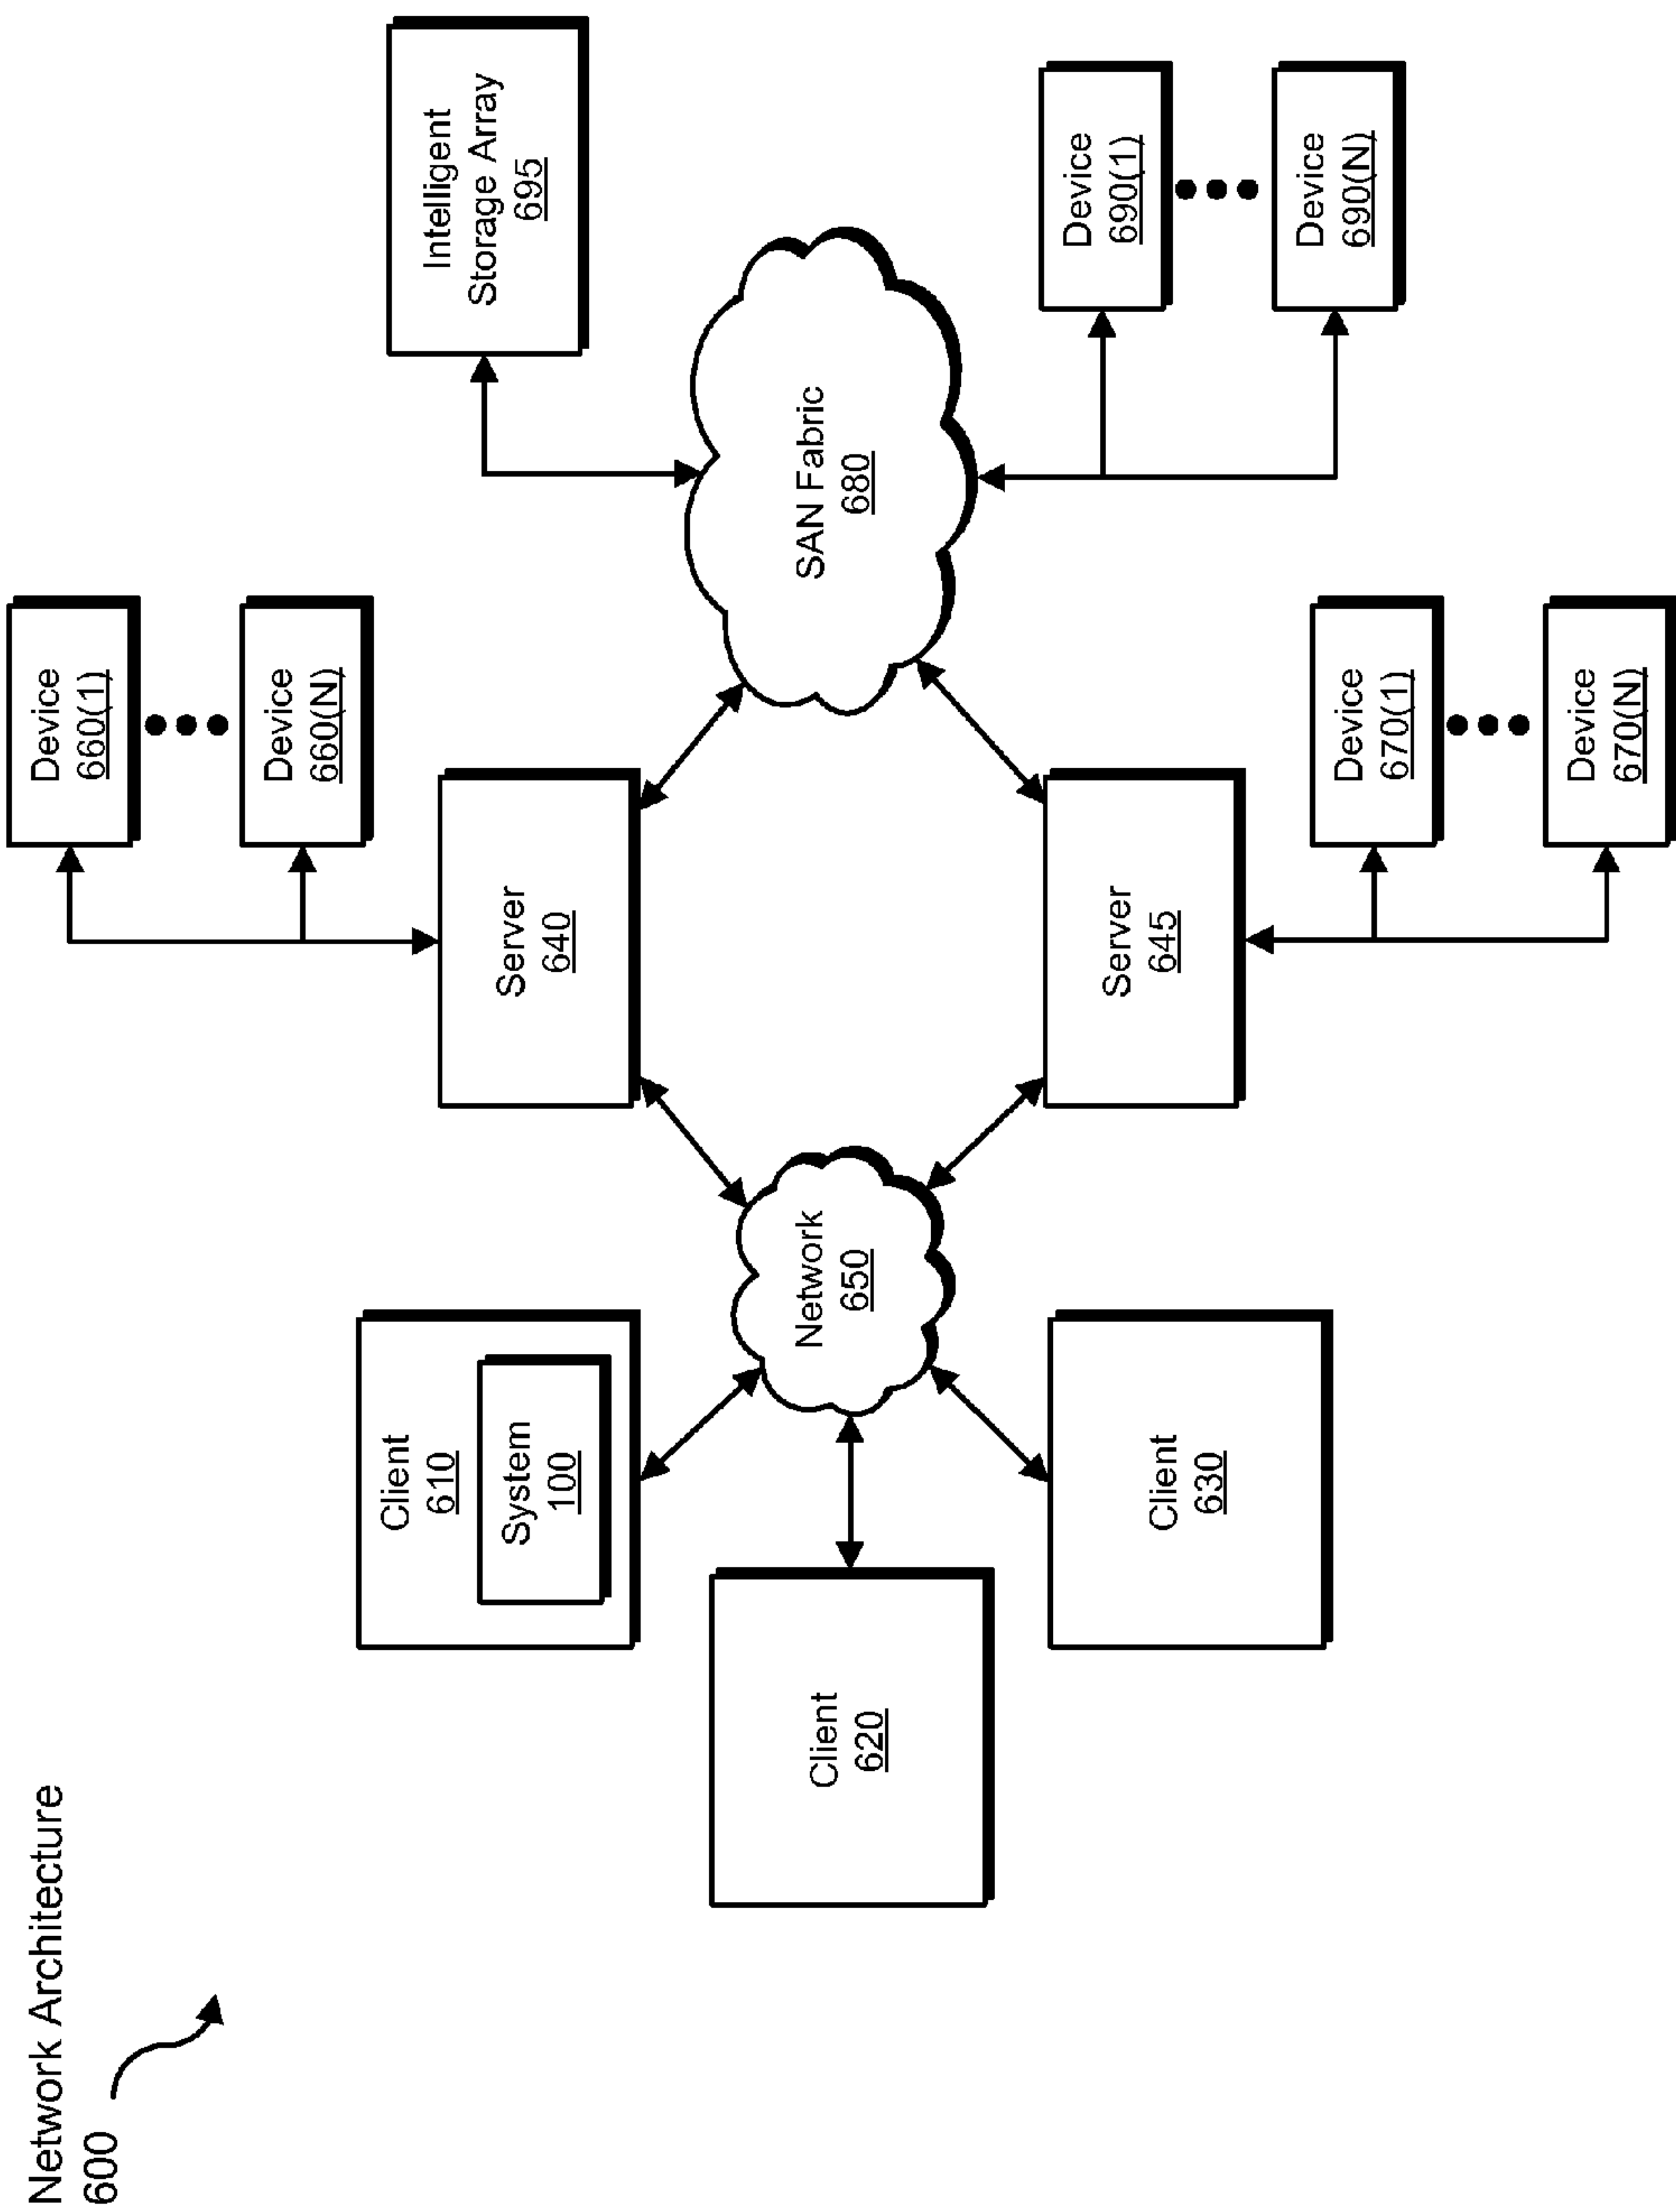 Network Architecture
600
Client
610
System
100
Client
620
Client
630
Network
650
Server
640
Server
645
Device
660(1)
Device
660(N)
Device
670(1)
Device
670(N)
SAN Fabric
680
Intelligent
Storage Array
695
Device
690(1)
Device
690(N)